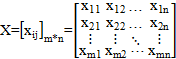 X=[xij]m*n=[x11 x12 … x1n
x21 x22 … x2n
⋮ ⋮ ⋱ ⋮
xm1 xm2 ⋯ xmn]